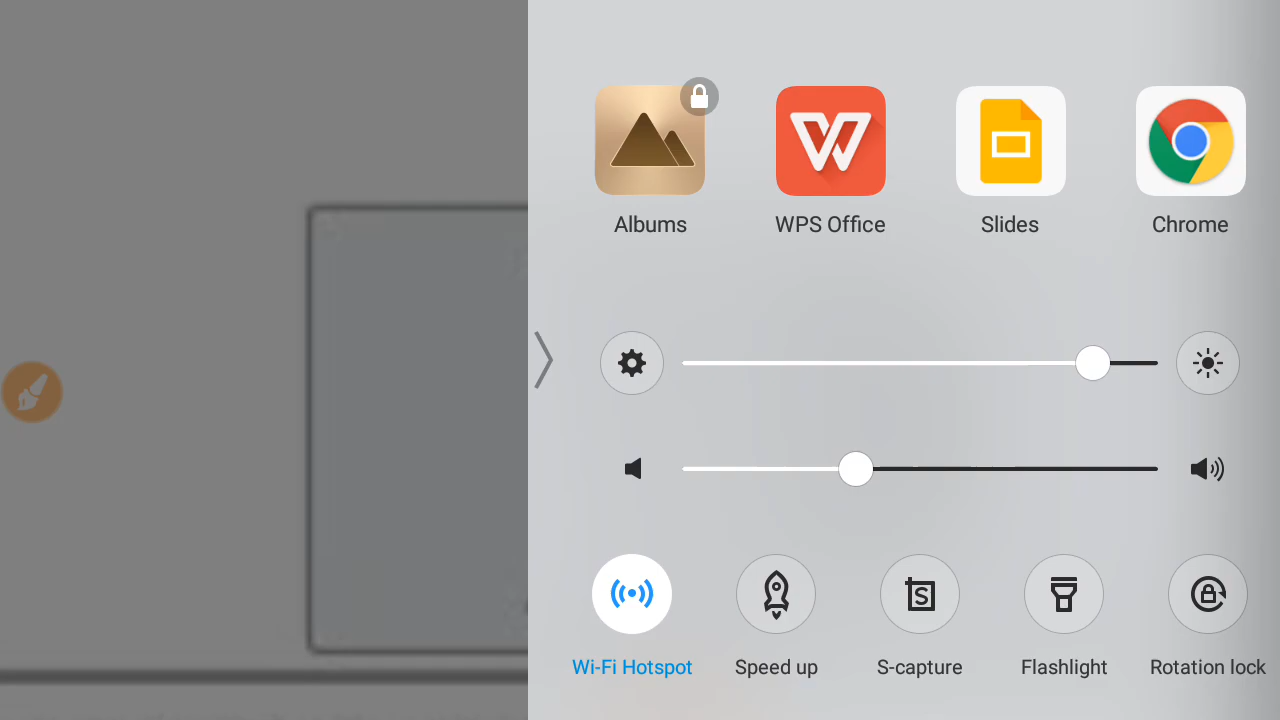 Albums WPS Office Slides Chrome
Wi-Fi Hotspot Speed up S-capture Flashlight Rotation lock